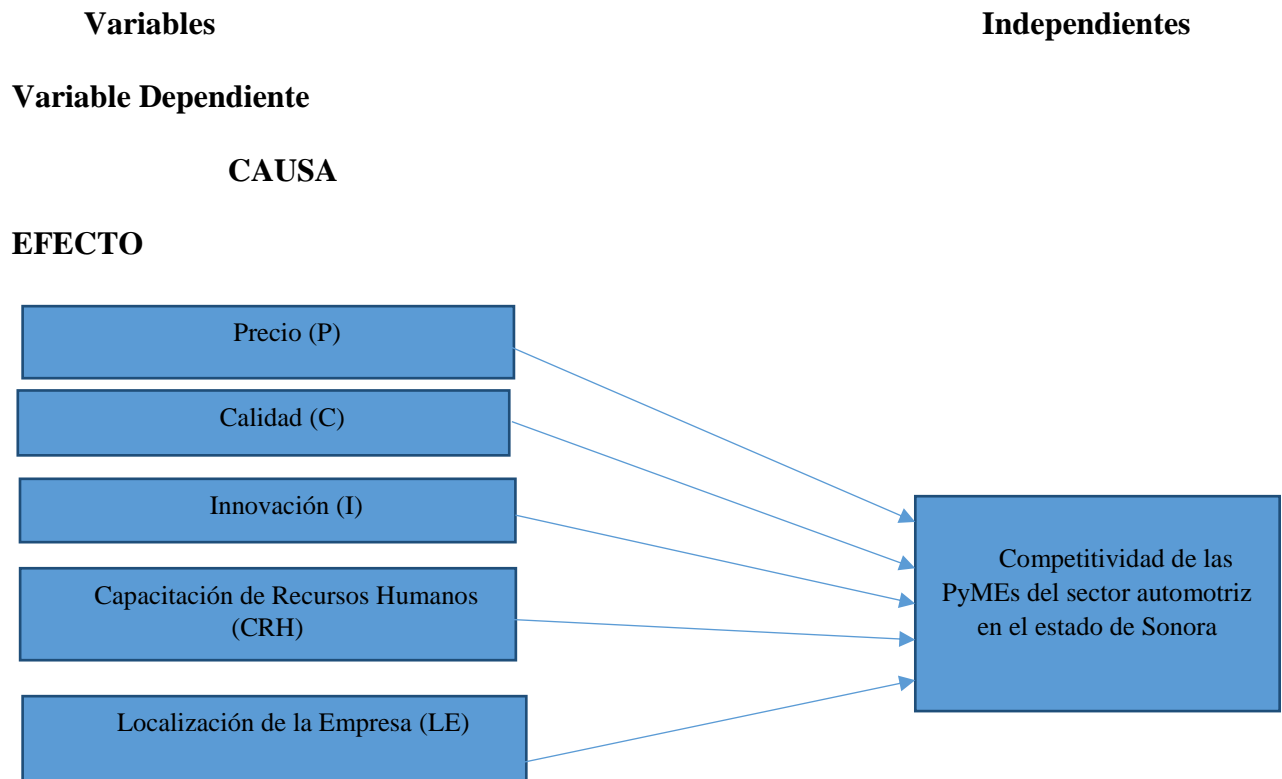 Variables Independientes
Variable Dependiente
CAUSA
EFECTO
Precio (P)
Calidad (C)
Innovación (I)
Capacitación de Recursos Humanos
(CRH)
Localización de la Empresa (LE)
Competitividad de las
PyMEs del sector automotriz
en el estado de Sonora